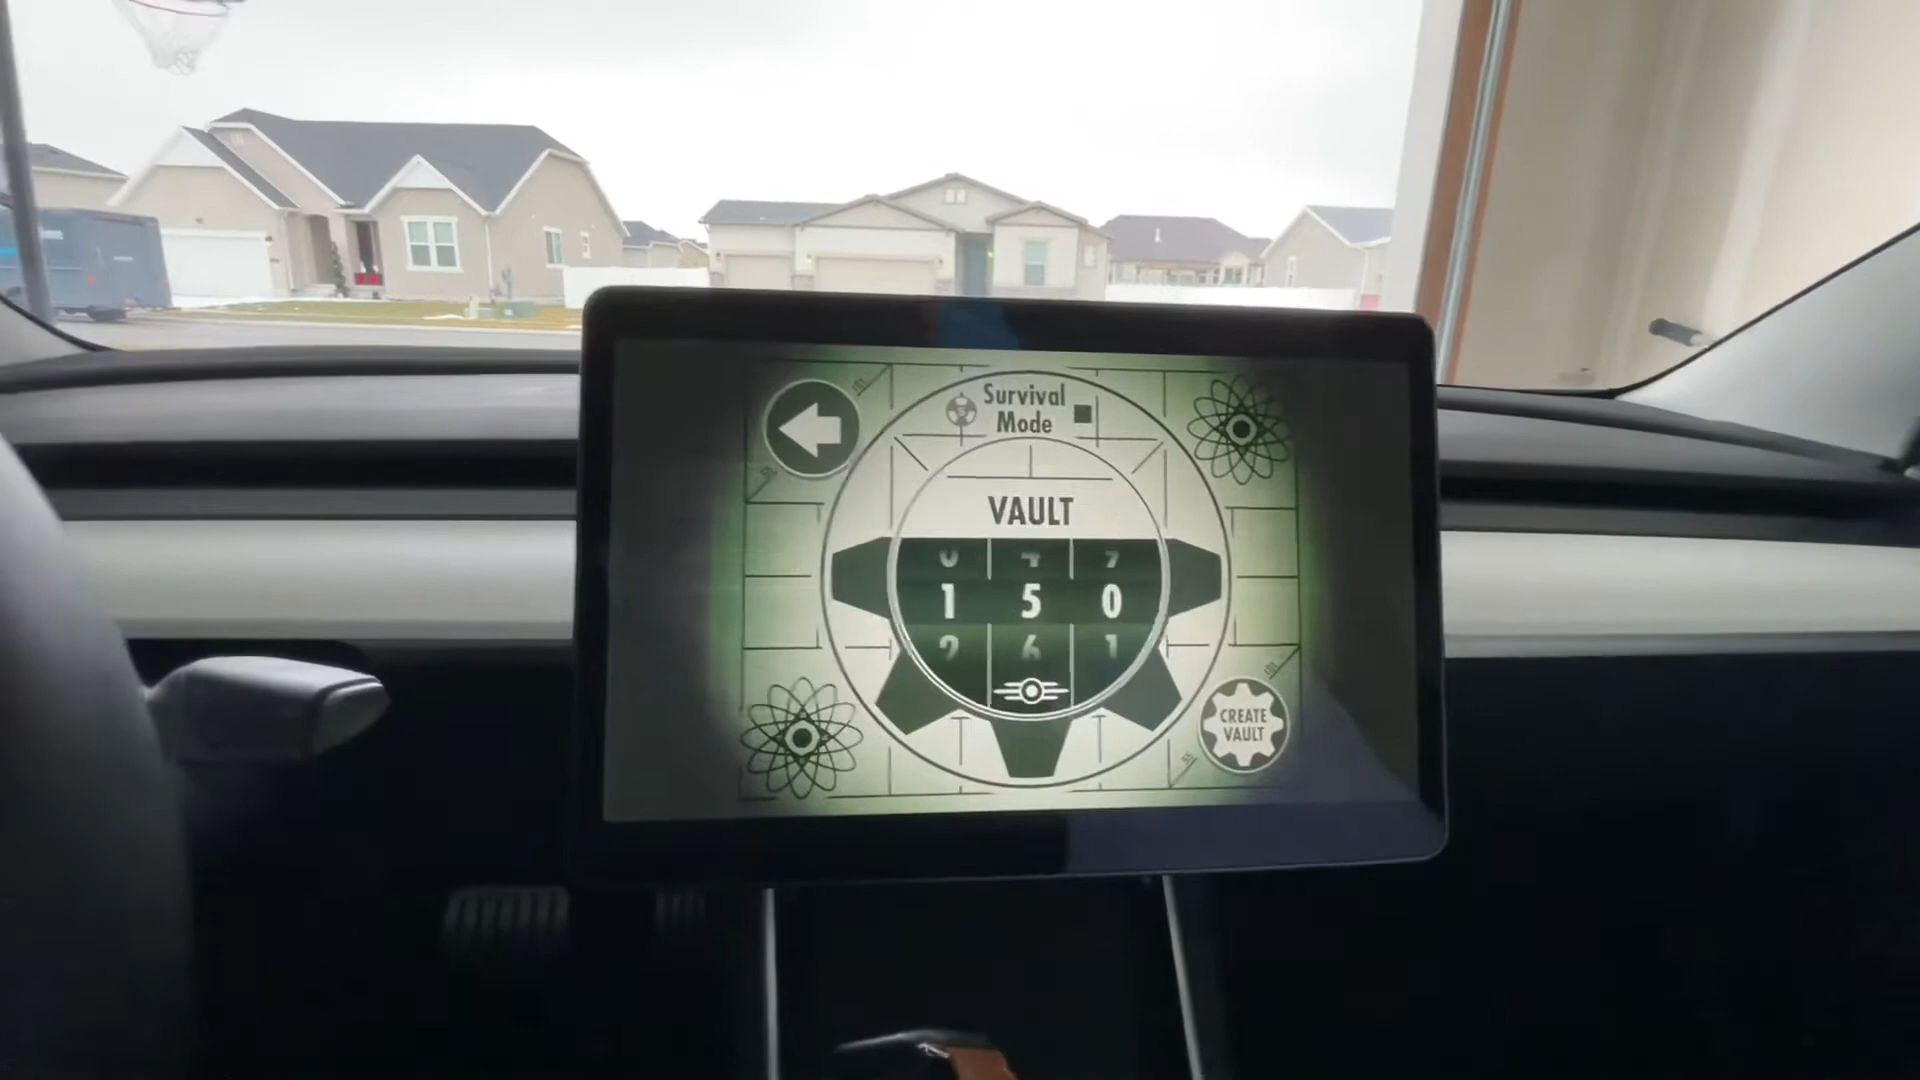 Survival
Mode
VAULT
1 5 0
CREATE
VAULT